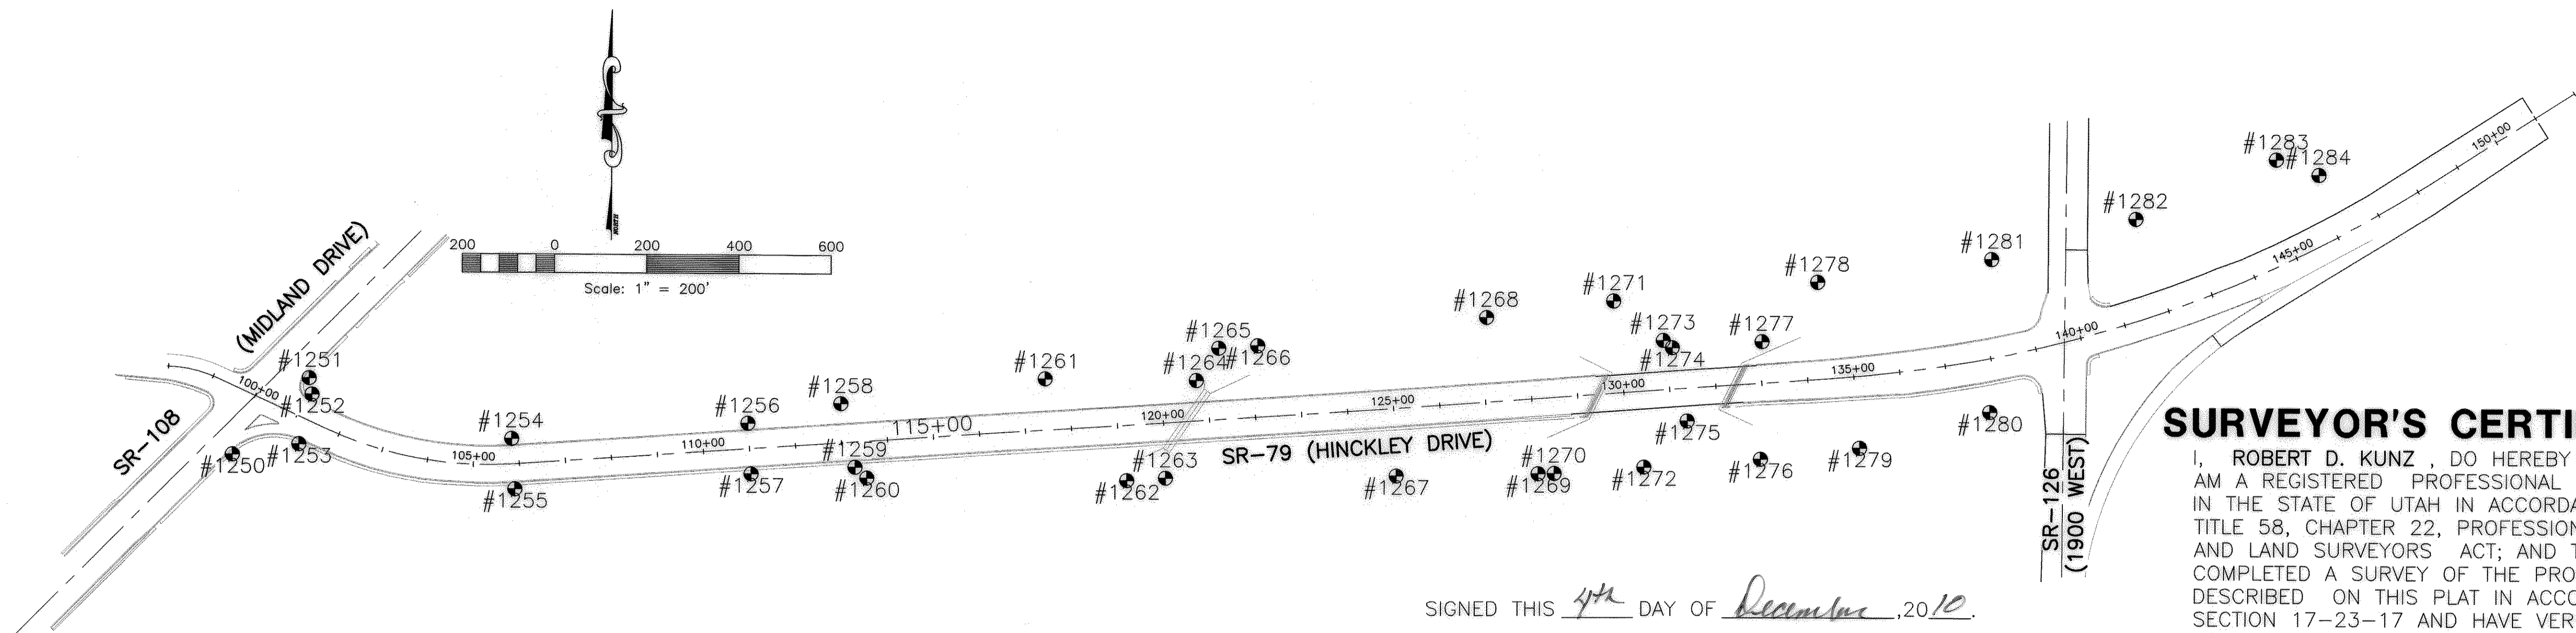 200 0 200 400 600
Scale: 1" = 200'
(MIDLAND DRIVE)
SR-108
SR-79 (HINCKLEY DRIVE)
SR-126
(1900 WEST)
100+00
105+00
110+00
115+00
120+00
125+00
130+00
135+00
140+00
145+00
150+00
#1250
#1251
#1252
#1253
#1254
#1255
#1256
#1257
#1258
#1259
#1260
#1261
#1262
#1263
#1264
#1265
#1266
#1267
#1268
#1269
#1270
#1271
#1272
#1273
#1274
#1275
#1276
#1277
#1278
#1279
#1280
#1281
#1282
#1283
#1284
SURVEYOR'S CERTI
I, ROBERT D. KUNZ , DO HEREBY
AM A REGISTERED PROFESSIONAL
IN THE STATE OF UTAH IN ACCORDA
TITLE 58, CHAPTER 22, PROFESSION
AND LAND SURVEYORS ACT; AND T
COMPLETED A SURVEY OF THE PRO
DESCRIBED ON THIS PLAT IN ACCO
SECTION 17-23-17 AND HAVE VER
SIGNED THIS 4th DAY OF December ,2010.